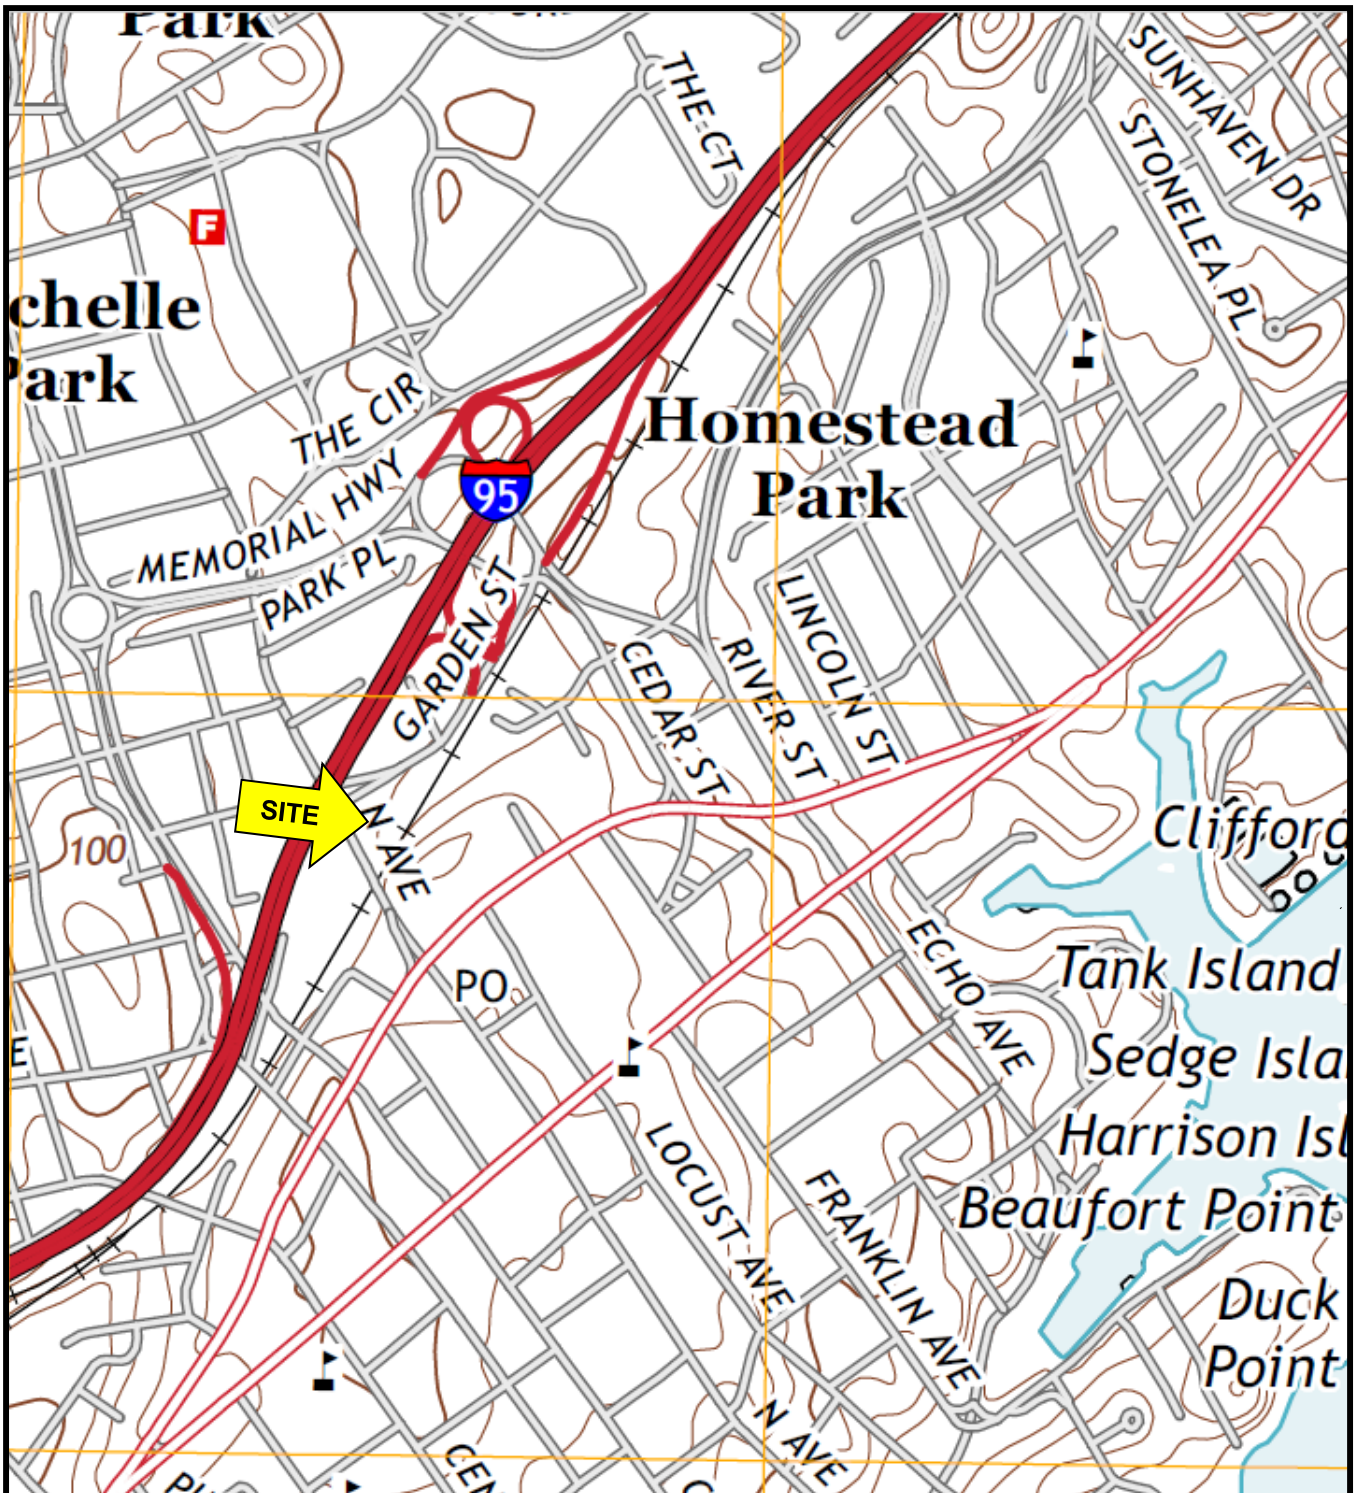 Park
THE CT
SUNHAVEN DR
STONELEA PL
F
chelle
Park
THE CIR
Homestead
Park
MEMORIAL HWY
95
PARK PL
GARDEN ST
LINCOLN ST
RIVER ST
CEDAR ST
SITE
N AVE
100
Clifford
ECHO AVE
Tank Island
PO
E
Sedge Isla
Harrison Isl
LOCUST AVE
FRANKLIN AVE
Beaufort Point
Duck
Point
N AVE
CEN